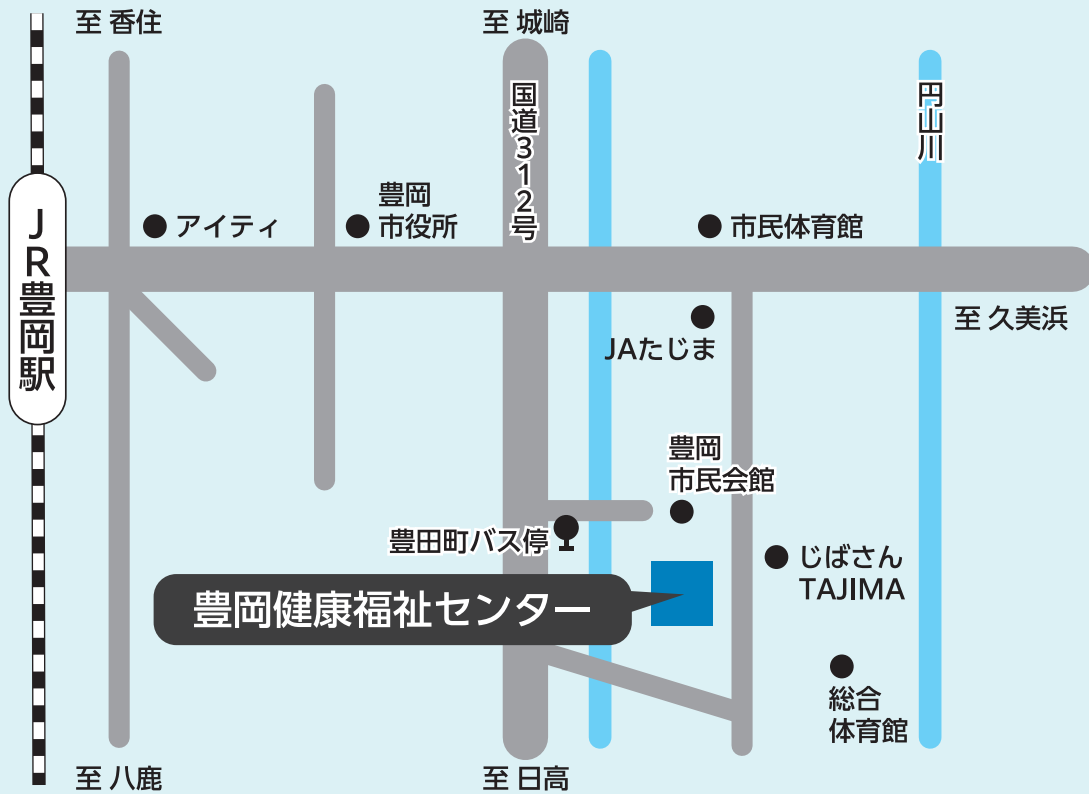 至 香住
至 城崎
国道312号
円山川
JR豊岡駅
アイティ
豊岡
市役所
市民体育館
至 久美浜
JAたじま
豊岡
市民会館
豊田町バス停
じばさん
TAJIMA
豊岡健康福祉センター
総合
体育館
至 八鹿
至 日高